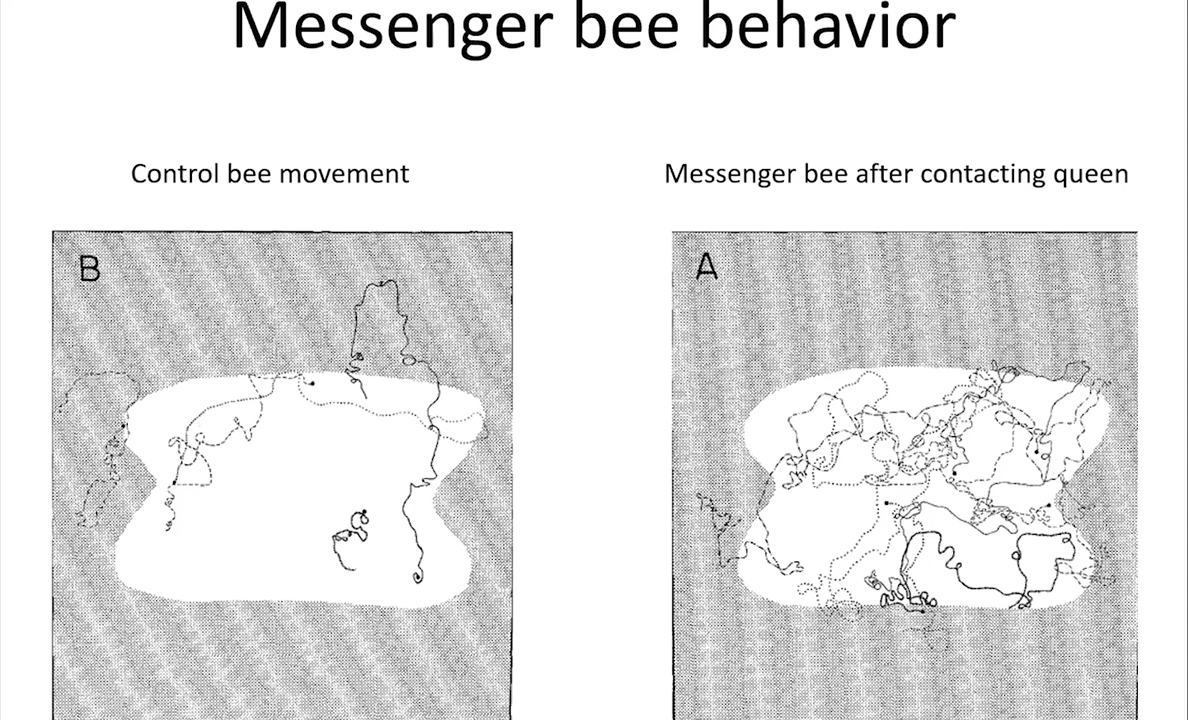 Messenger bee behavior
Control bee movement
Messenger bee after contacting queen
B
A